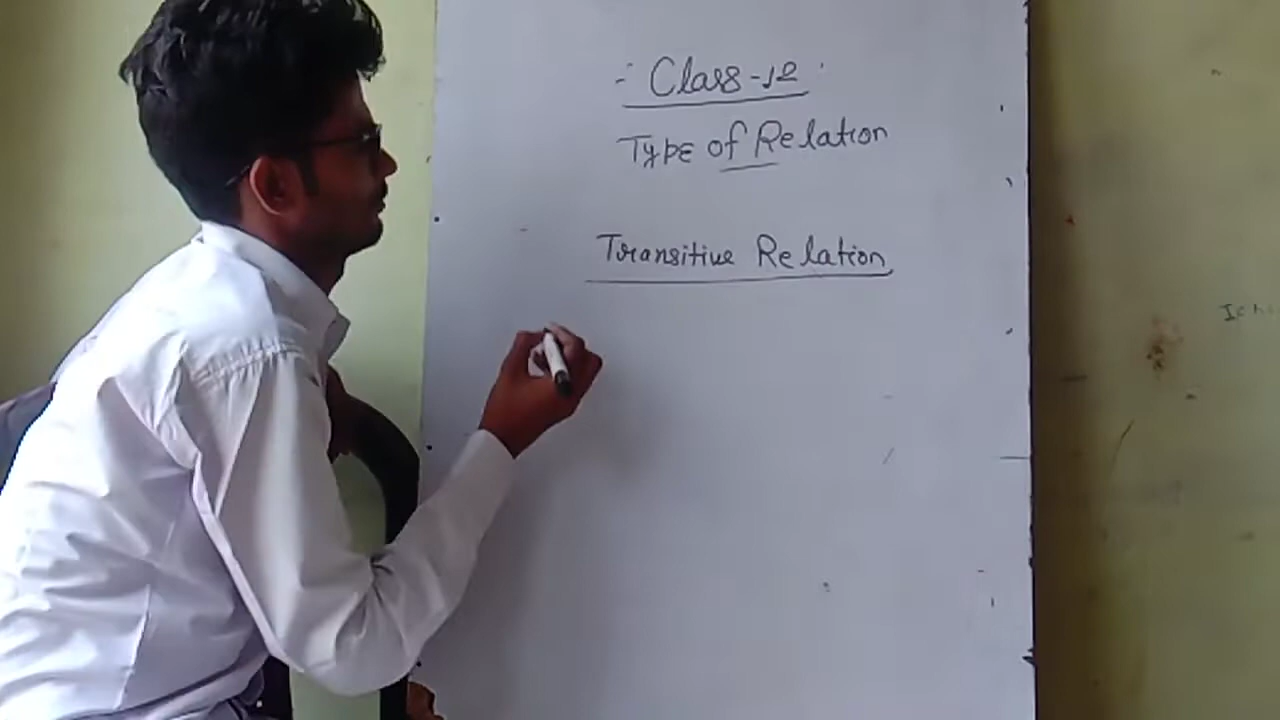 Class-12
Type of Relation
Transitive Relation